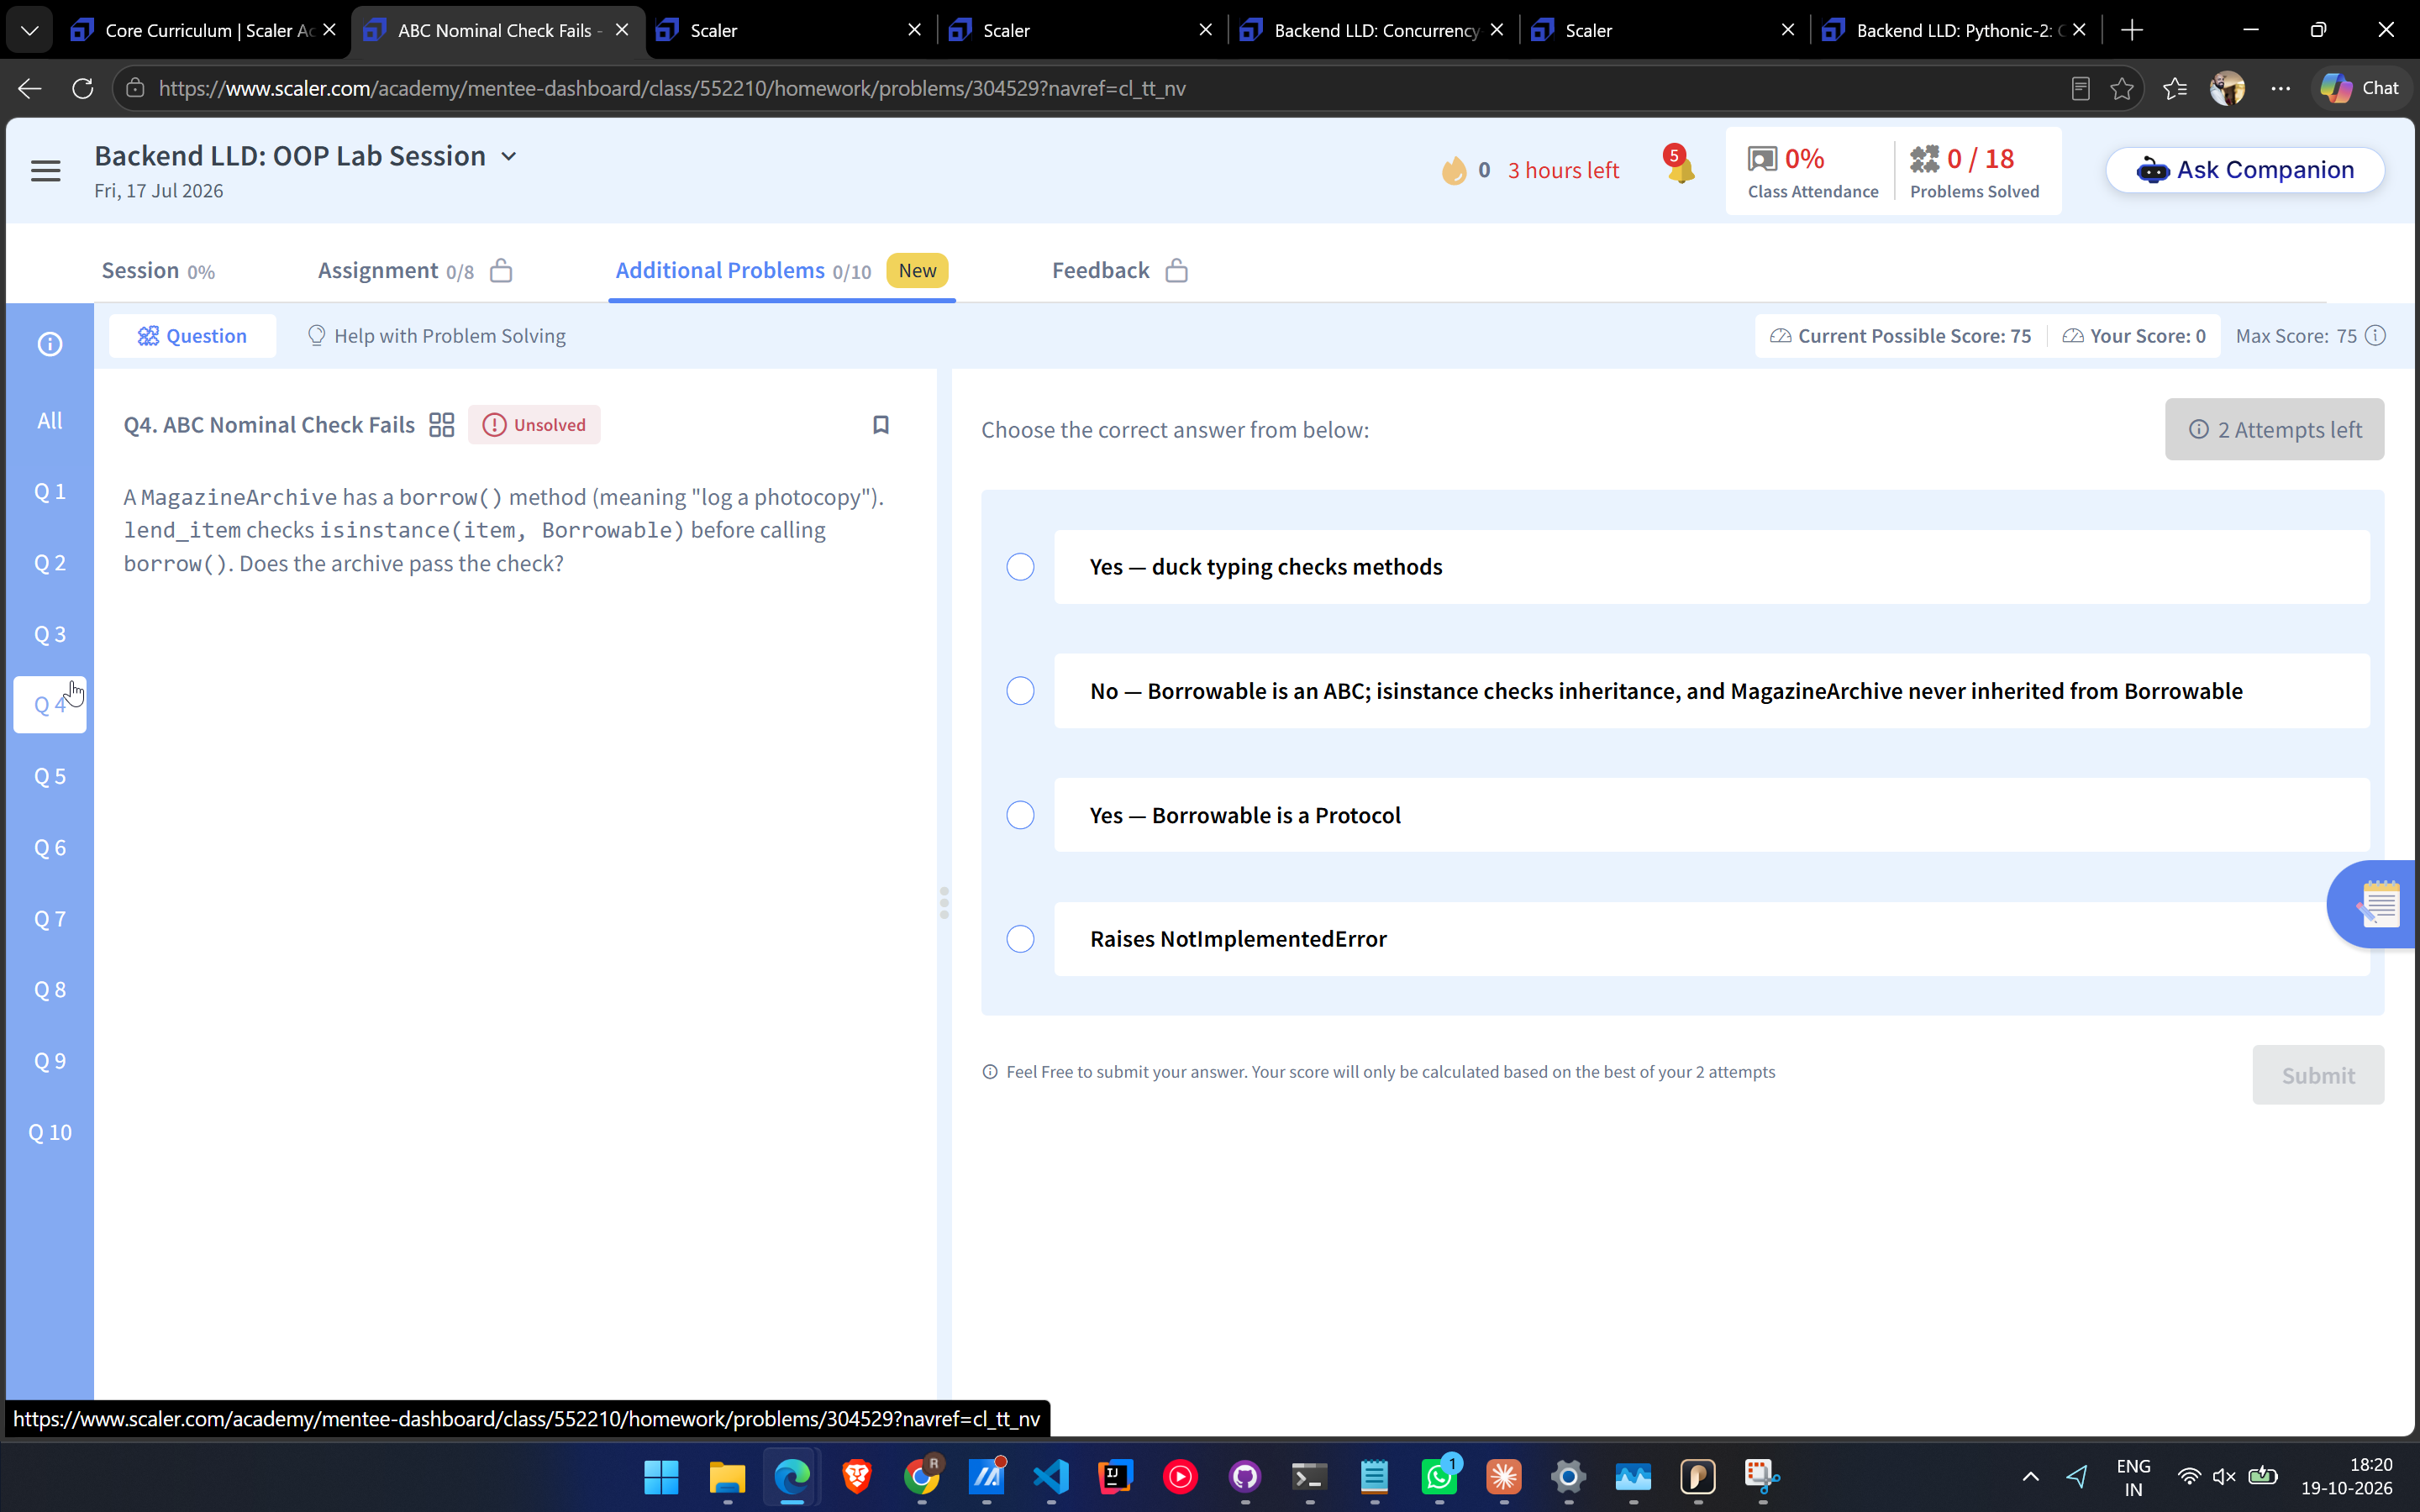 Core Curriculum | Scaler Ac
ABC Nominal Check Fails -
Scaler
Scaler
Backend LLD: Concurrency
Scaler
Backend LLD: Pythonic-2: C
https://www.scaler.com/academy/mentee-dashboard/class/552210/homework/problems/304529?navref=cl_tt_nv
Chat
Backend LLD: OOP Lab Session
Fri, 17 Jul 2026
0 3 hours left
5
0%
Class Attendance
0 / 18
Problems Solved
Ask Companion
Session 0%
Assignment 0/8
Additional Problems 0/10 New
Feedback
Question
Help with Problem Solving
Current Possible Score: 75
Your Score: 0
Max Score: 75
All
Q 1
Q 2
Q 3
Q 4
Q 5
Q 6
Q 7
Q 8
Q 9
Q 10
Q4. ABC Nominal Check Fails
Unsolved
A MagazineArchive has a borrow() method (meaning "log a photocopy").
lend_item checks isinstance(item, Borrowable) before calling
borrow(). Does the archive pass the check?
Choose the correct answer from below:
2 Attempts left
Yes — duck typing checks methods
No — Borrowable is an ABC; isinstance checks inheritance, and MagazineArchive never inherited from Borrowable
Yes — Borrowable is a Protocol
Raises NotImplementedError
Feel Free to submit your answer. Your score will only be calculated based on the best of your 2 attempts
Submit
https://www.scaler.com/academy/mentee-dashboard/class/552210/homework/problems/304529?navref=cl_tt_nv
R
IJ
1
ENG
IN
18:20
19-10-2026